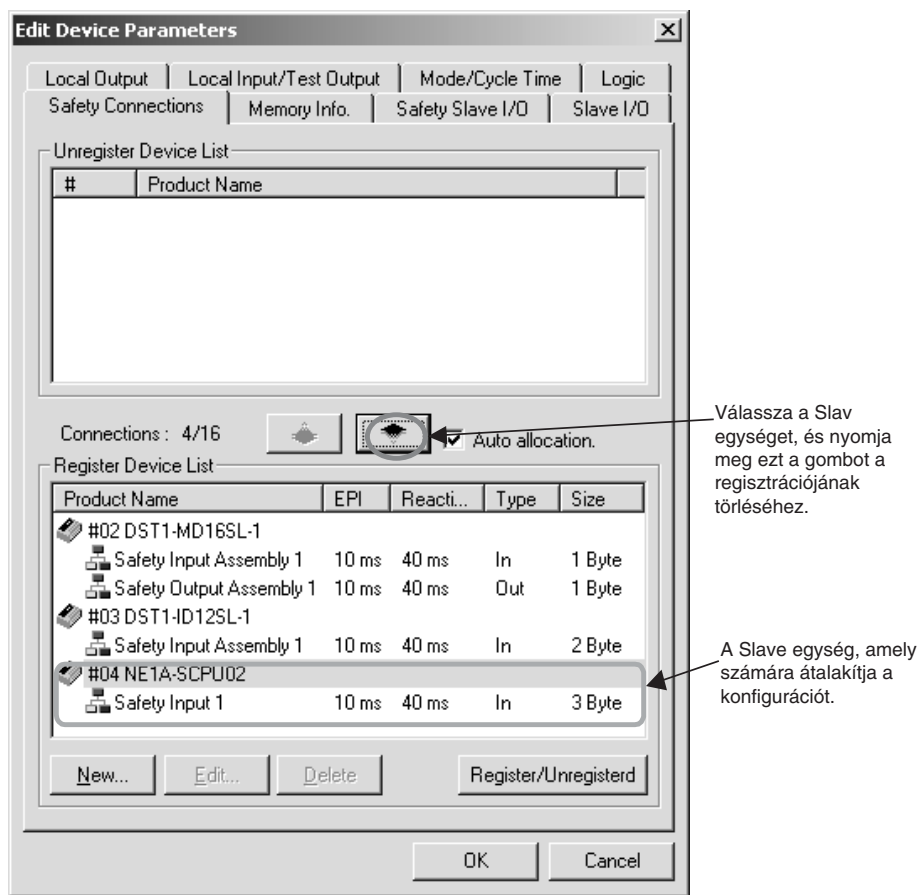 Edit Device Parameters
Local Output
Local Input/Test Output
Mode/Cycle Time
Logic
Safety Connections
Memory Info.
Safety Slave I/O
Slave I/O
Unregister Device List
# Product Name
Connections : 4/16
Auto allocation.
Válassza a Slav
egységet, és nyomja
meg ezt a gombot a
regisztrációjának
törléséhez.
Register Device List
Product Name EPI Reacti... Type Size
#02 DST1-MD16SL-1
Safety Input Assembly 1 10 ms 40 ms In 1 Byte
Safety Output Assembly 1 10 ms 40 ms Out 1 Byte
#03 DST1-ID12SL-1
Safety Input Assembly 1 10 ms 40 ms In 2 Byte
#04 NE1A-SCPU02
Safety Input 1 10 ms 40 ms In 3 Byte
A Slave egység, amely
számára átalakítja a
konfigurációt.
New... Edit... Delete Register/Unregisterd
OK Cancel